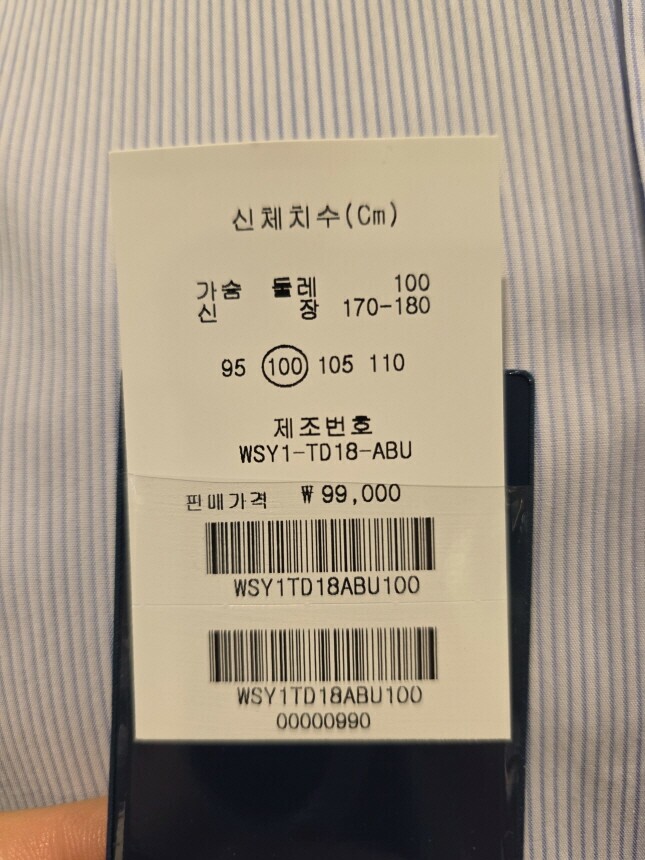 신체치수(Cm)
가슴 둘레 100
신 장 170-180
95 100 105 110
제조번호
WSY1-TD18-ABU
판매가격 ₩99,000
WSY1TD18ABU100
WSY1TD18ABU100
00000990